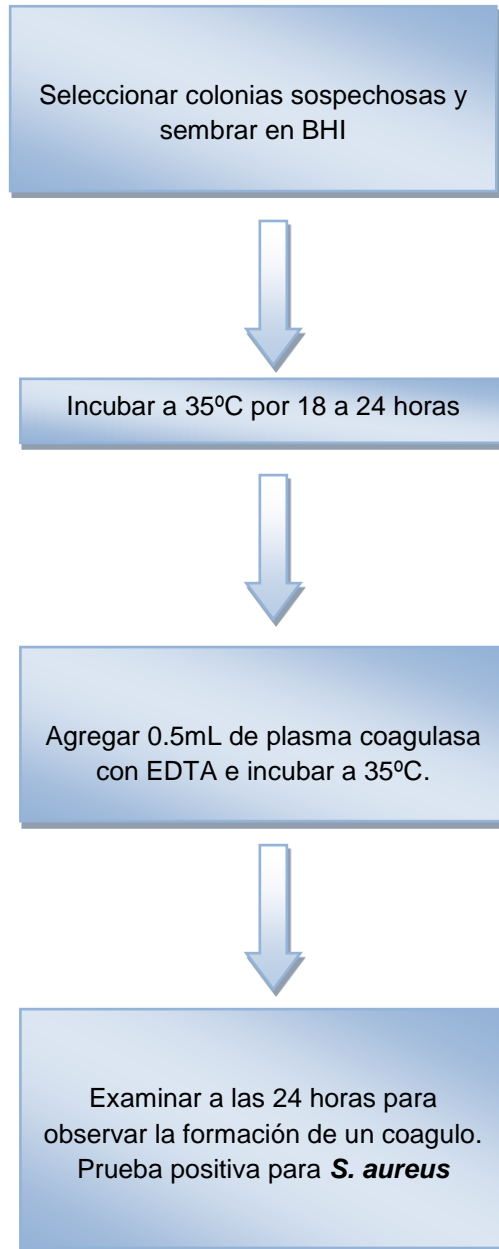 Seleccionar colonias sospechosas y
sembrar en BHI
Incubar a 35ºC por 18 a 24 horas
Agregar 0.5mL de plasma coagulasa
con EDTA e incubar a 35ºC.
Examinar a las 24 horas para
observar la formación de un coagulo.
Prueba positiva para S. aureus